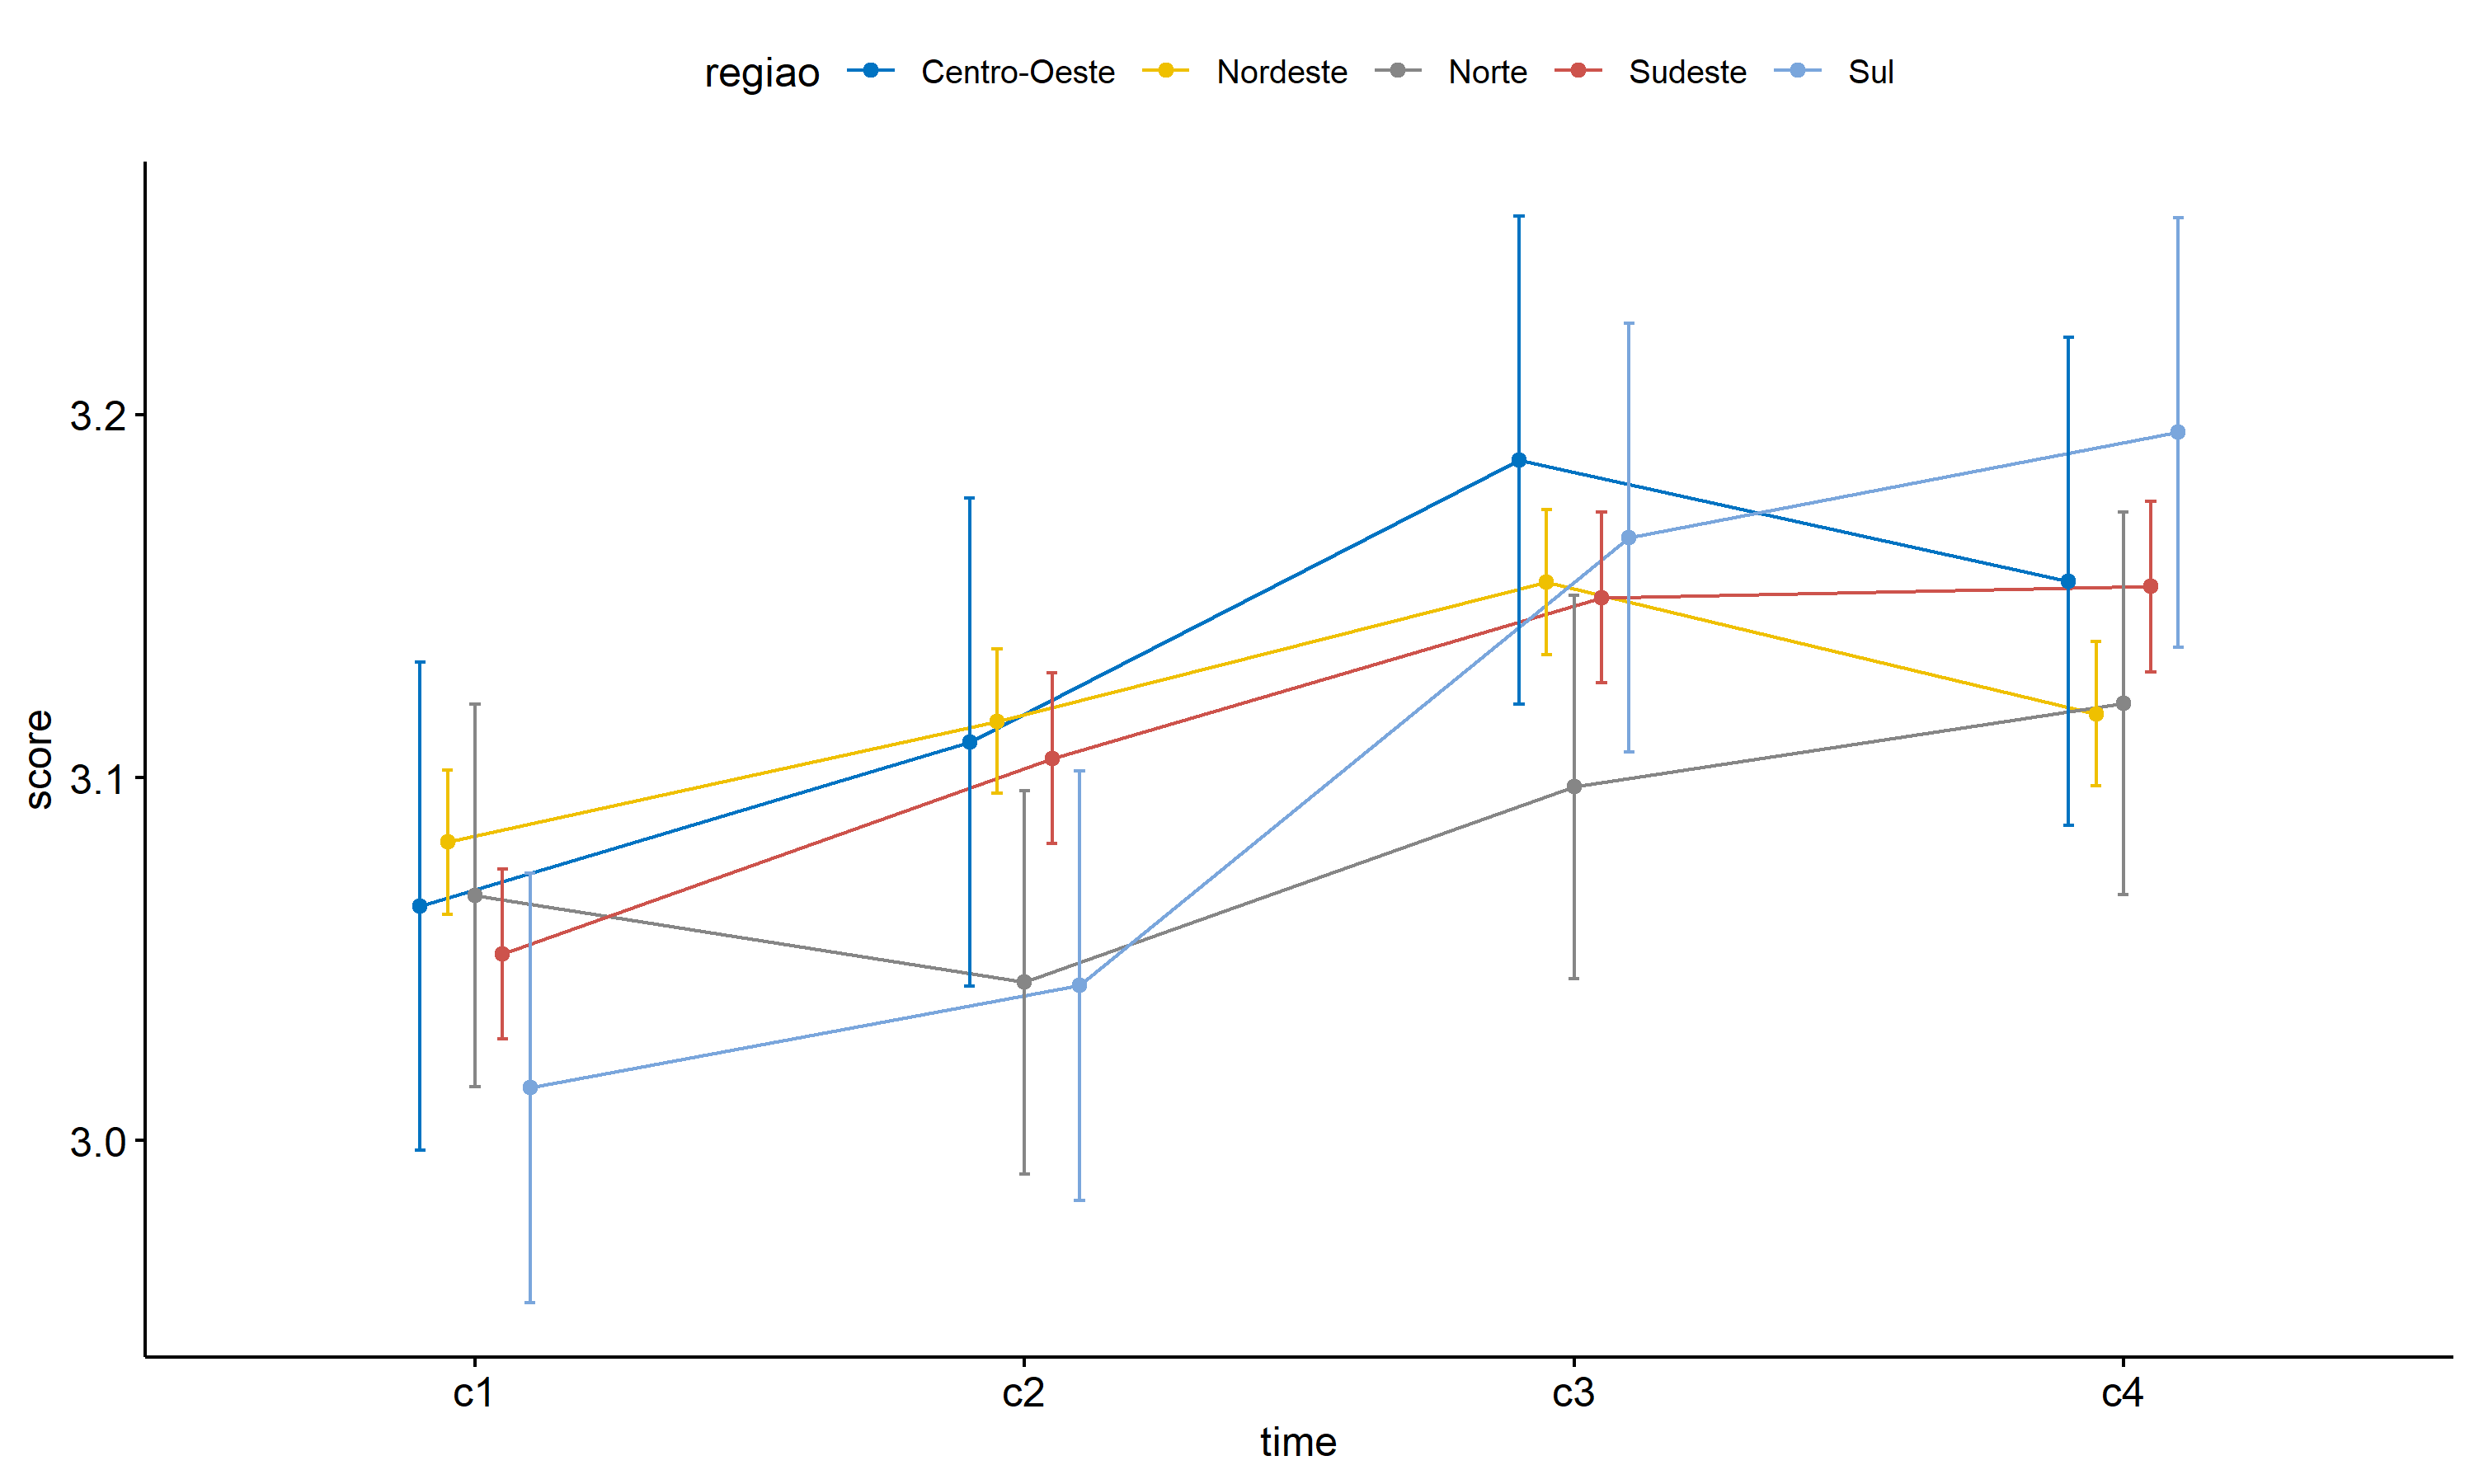 regiao Centro-Oeste Nordeste Norte Sudeste Sul
3.2
3.1
3.0
score
c1 c2 c3 c4
time